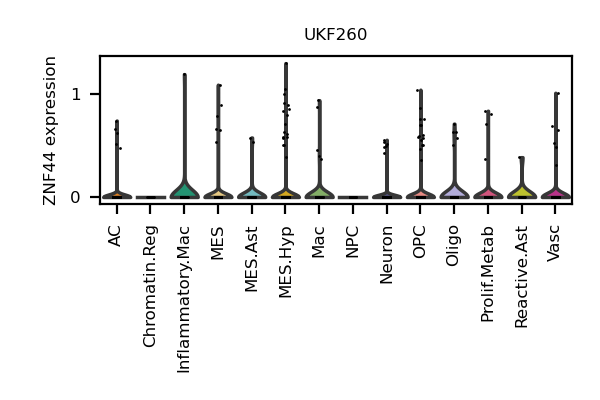 UKF260
ZNF44 expression
1
0
AC
Chromatin.Reg
Inflammatory.Mac
MES
MES.Ast
MES.Hyp
Mac
NPC
Neuron
OPC
Oligo
Prolif.Metab
Reactive.Ast
Vasc